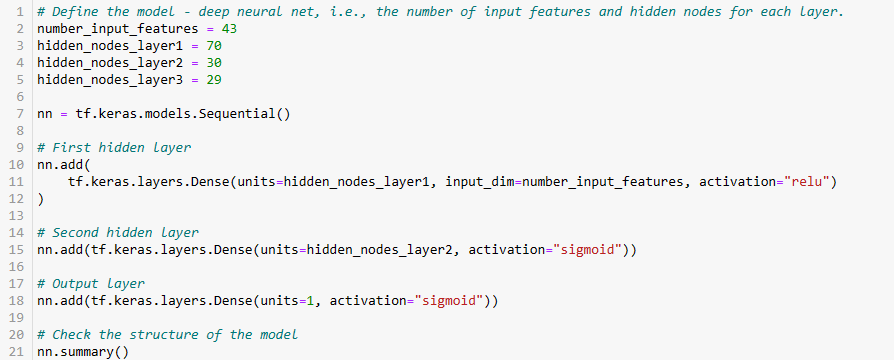 1 # Define the model - deep neural net, i.e., the number of input features and hidden nodes for each layer.
2 number_input_features = 43
3 hidden_nodes_layer1 = 70
4 hidden_nodes_layer2 = 30
5 hidden_nodes_layer3 = 29
6
7 nn = tf.keras.models.Sequential()
8
9 # First hidden layer
10 nn.add(
11     tf.keras.layers.Dense(units=hidden_nodes_layer1, input_dim=number_input_features, activation="relu")
12 )
13
14 # Second hidden layer
15 nn.add(tf.keras.layers.Dense(units=hidden_nodes_layer2, activation="sigmoid"))
16
17 # Output layer
18 nn.add(tf.keras.layers.Dense(units=1, activation="sigmoid"))
19
20 # Check the structure of the model
21 nn.summary()